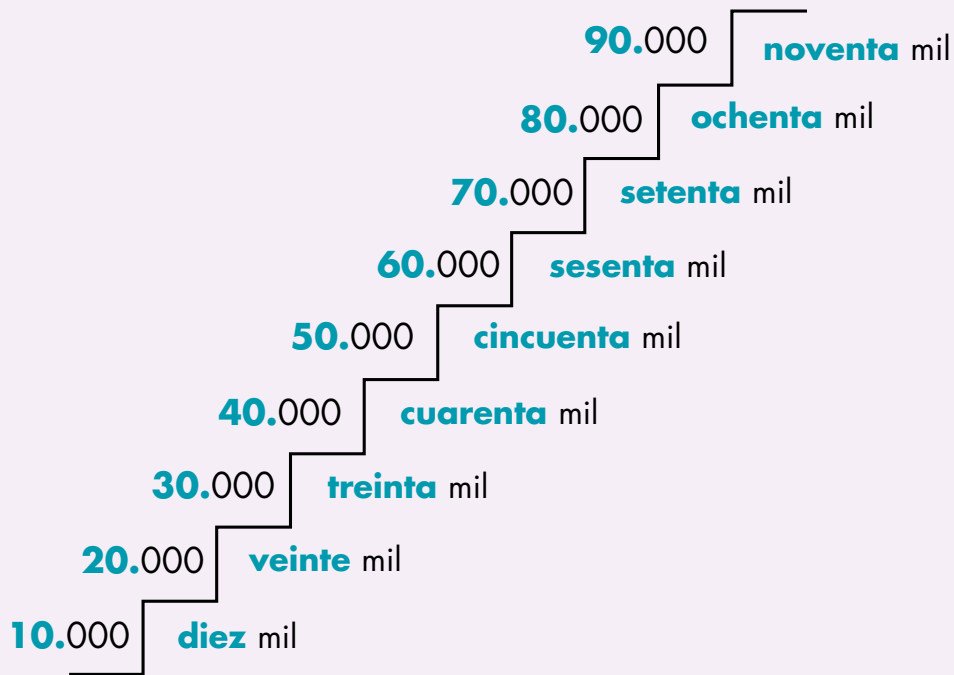 90.000 noventa mil
80.000 ochenta mil
70.000 setenta mil
60.000 sesenta mil
50.000 cincuenta mil
40.000 cuarenta mil
30.000 treinta mil
20.000 veinte mil
10.000 diez mil